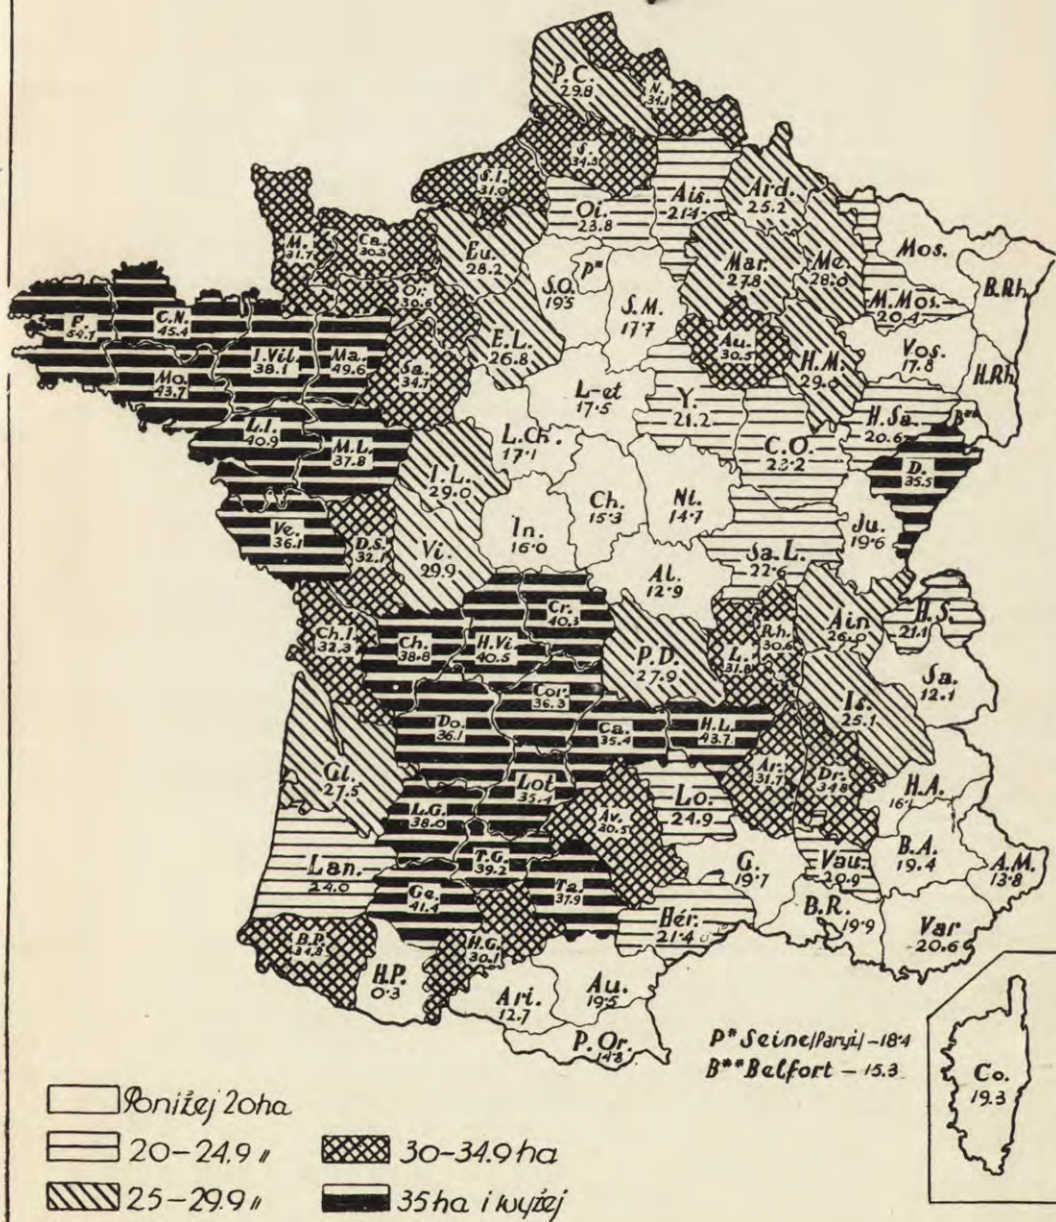 P.C.
29.8
N.
31.1
S.
34.5
S.I.
31.0
Oi.
23.8
Ais.
21.4
Ard.
25.2
Mos.
M.
31.7
Ca.
30.3
Eu.
28.2
S.O.
19.5
P*
S.M.
17.7
Mar.
27.8
Me.
28.0
M.Mos.
20.4
B.Rh.
Or.
30.6
F.
54.7
C.N.
45.4
I.Vil.
38.1
Ma.
49.6
Sa.
34.7
E.L.
26.8
Au.
30.5
H.M.
29.0
Vos.
17.8
H.Rh.
Mo.
43.7
L-et
17.5
Y.
21.2
H.Sa.
20.6
B**
L.I.
40.9
M.L.
37.8
L.Ch.
17.1
C.O.
23.2
D.
35.5
I.L.
29.0
Ch.
15.3
Ni.
14.7
Ve.
36.1
D.S.
32.1
Vi.
29.9
In.
16.0
Ju.
19.6
Sa.L.
22.6
Al.
12.9
Ch.I.
32.3
Ch.
38.8
H.Vi.
40.5
Cr.
40.3
P.D.
27.9
L.
31.8
Rh.
30.6
Ain
26.0
H.S.
21.1
Sa.
12.1
Cor.
36.3
Is.
25.1
Do.
36.1
Ca.
35.4
H.L.
43.7
Gl.
27.5
Lot
35.4
Ar.
31.7
Dr.
34.8
H.A.
16.1
L.G.
38.0
Av.
30.5
Lo.
24.9
Lan.
24.0
T.G.
39.2
G.
19.7
Vau.
20.9
B.A.
19.4
A.M.
13.8
Ge.
41.4
Ta.
37.9
Hér.
21.4
B.R.
19.9
Var
20.6
B.P.
34.8
H.P.
0.3
H.G.
30.1
Ari.
12.7
Au.
19.5
P.Or.
14.8
P* Seine/Paryż/ – 18.4
B** Belfort – 15.3
Co.
19.3
Poniżej 20ha
20–24.9 "
25–29.9 "
30–34.9 ha
35 ha i wyżej